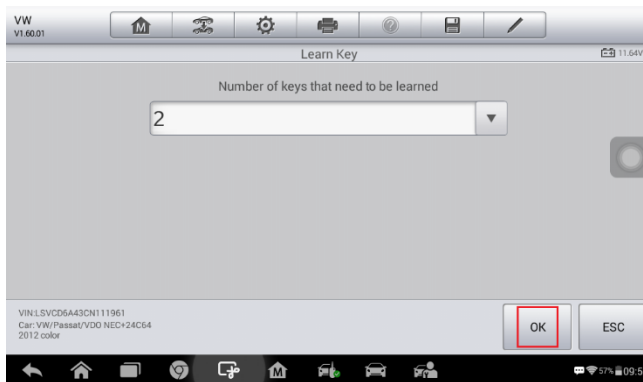 VW
V1.60.01
Learn Key
11.64V
Number of keys that need to be learned
2
VIN:LSVCD6A43CN111961
Car: VW/Passat/VDO NEC+24C64
2012 color
OK
ESC
57%